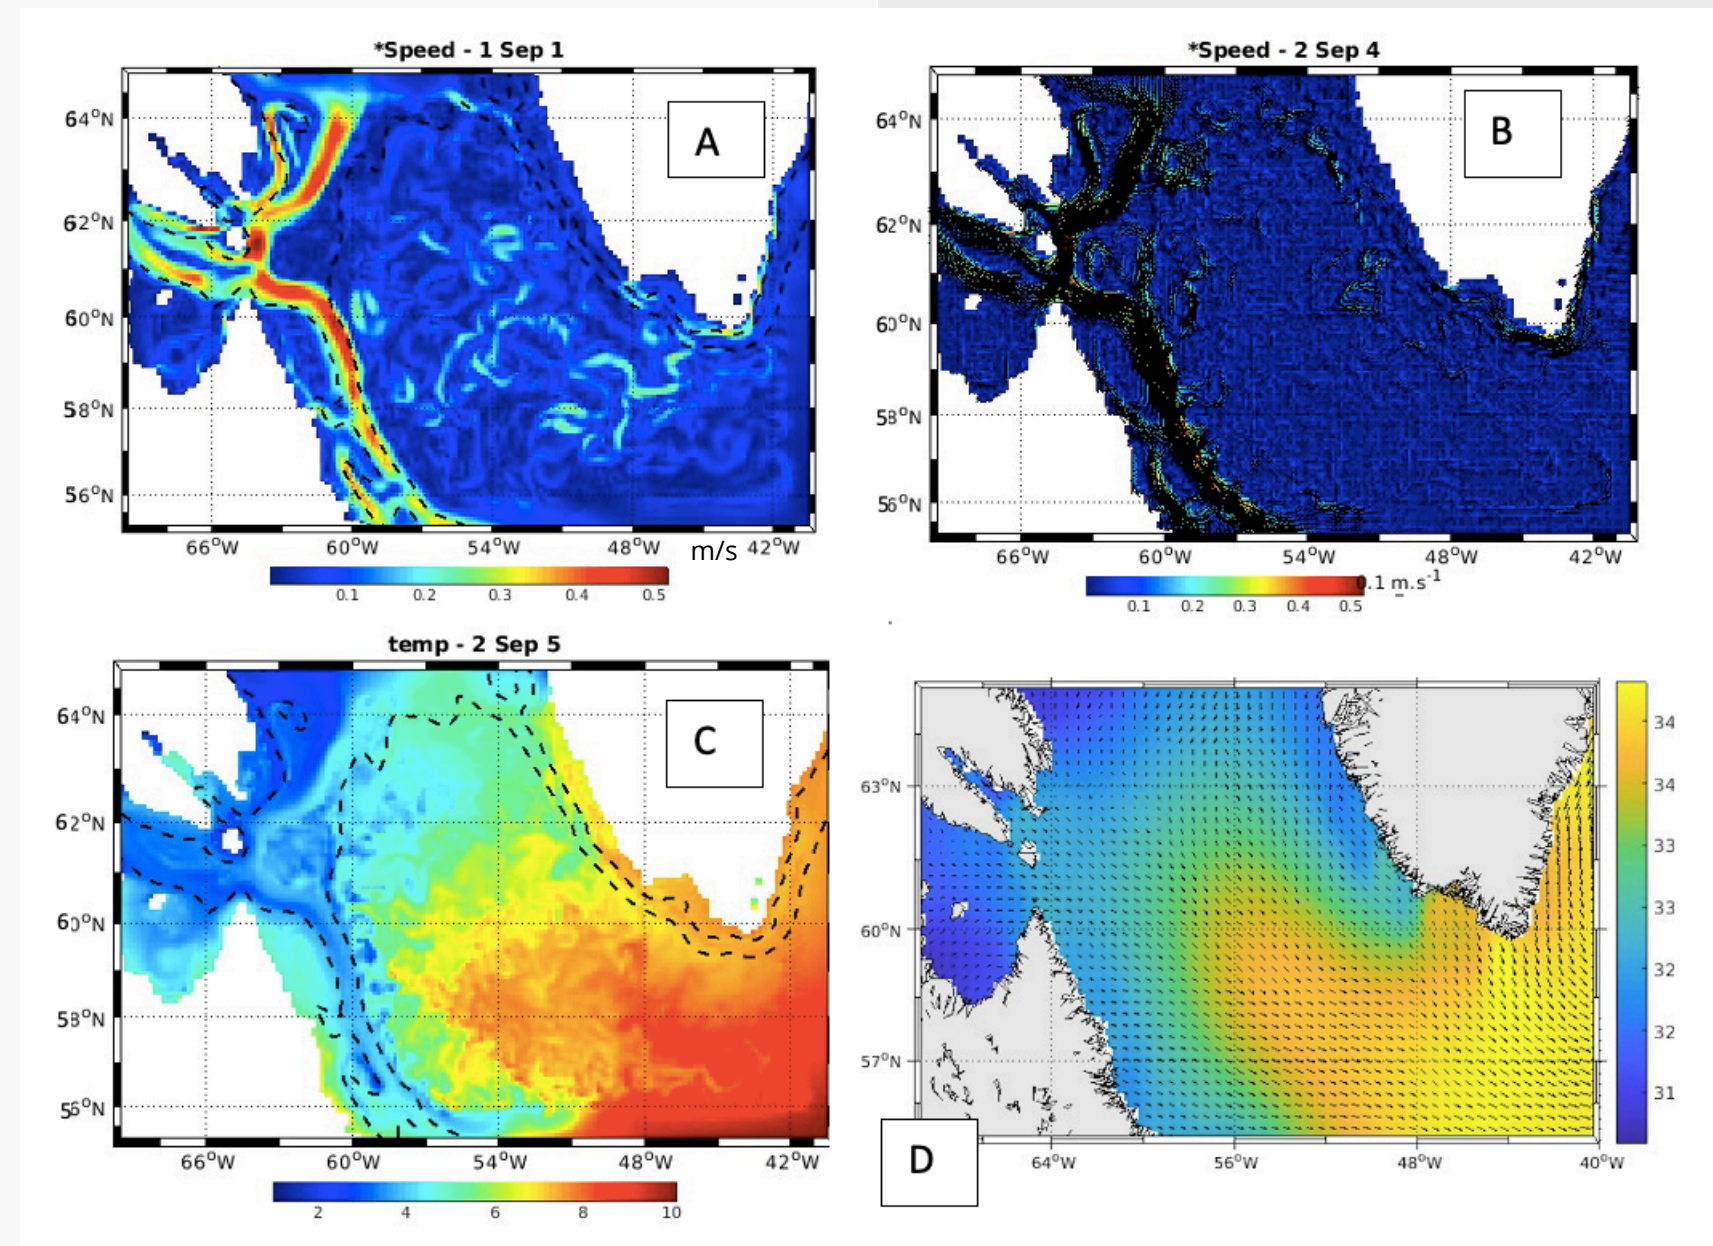 *Speed - 1 Sep 1
A
64°N
62°N
60°N
58°N
56°N
66°W 60°W 54°W 48°W m/s 42°W
0.1 0.2 0.3 0.4 0.5
*Speed - 2 Sep 4
B
64°N
62°N
60°N
58°N
56°N
66°W 60°W 54°W 48°W 42°W
0.1 m.s⁻¹
0.1 0.2 0.3 0.4 0.5
temp - 2 Sep 5
C
64°N
62°N
60°N
58°N
56°N
66°W 60°W 54°W 48°W 42°W
2 4 6 8 10
63°N
60°N
57°N
64°W 56°W 48°W 40°W
34
34
33
33
32
32
31
D